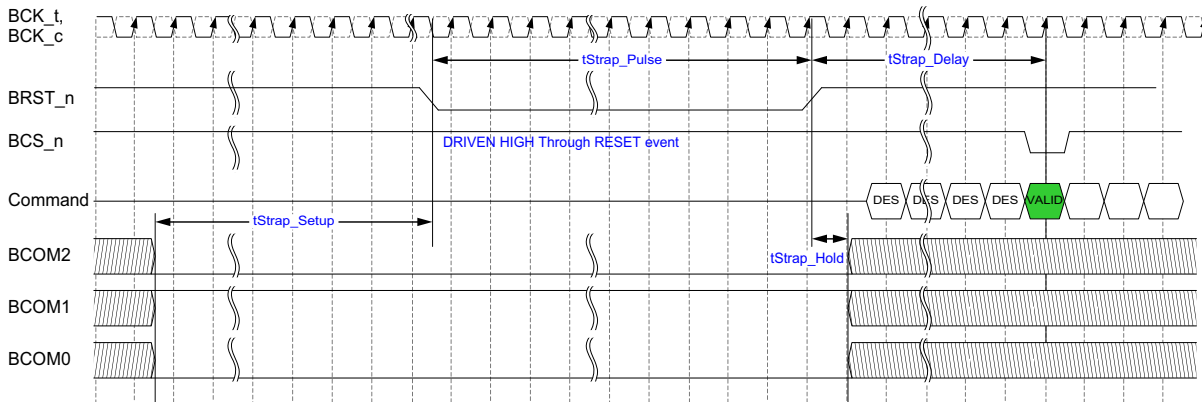 BCK_t,
BCK_c
tStrap_Pulse
tStrap_Delay
BRST_n
BCS_n
DRIVEN HIGH Through RESET event
Command
DES
DES
DES
DES
VALID
tStrap_Setup
BCOM2
tStrap_Hold
BCOM1
BCOM0